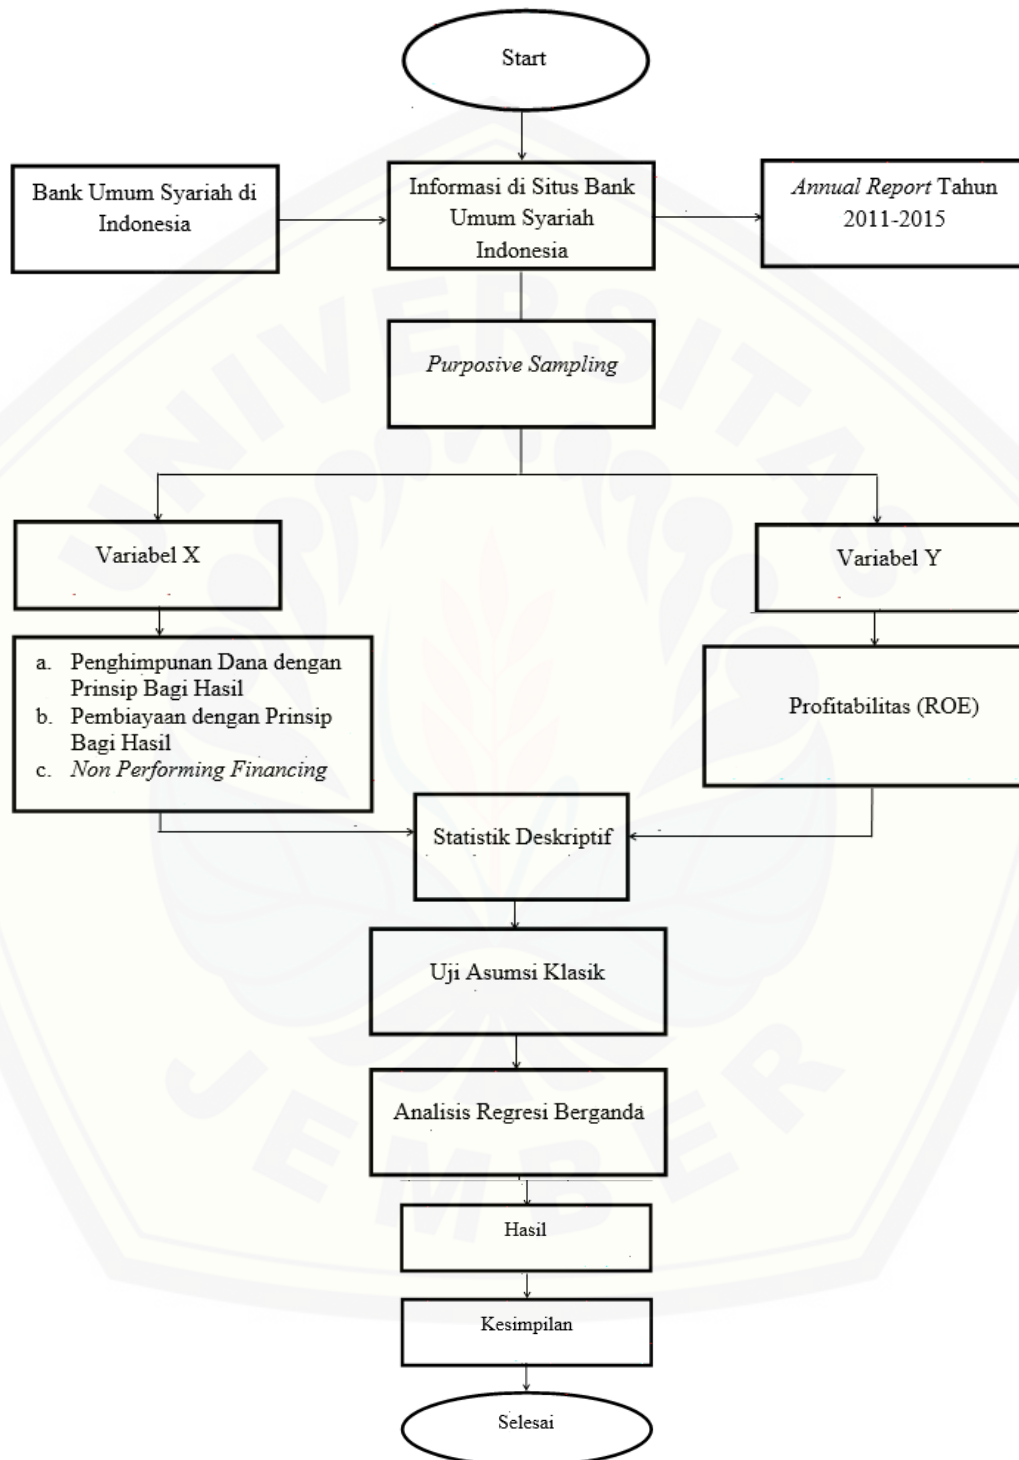 Start
Bank Umum Syariah di
Indonesia
Informasi di Situs Bank
Umum Syariah
Indonesia
Annual Report Tahun
2011-2015
Purposive Sampling
Variabel X
Variabel Y
a. Penghimpunan Dana dengan
Prinsip Bagi Hasil
b. Pembiayaan dengan Prinsip
Bagi Hasil
c. Non Performing Financing
Profitabilitas (ROE)
Statistik Deskriptif
Uji Asumsi Klasik
Analisis Regresi Berganda
Hasil
Kesimpilan
Selesai
UNIVERSITAS
JEMBER